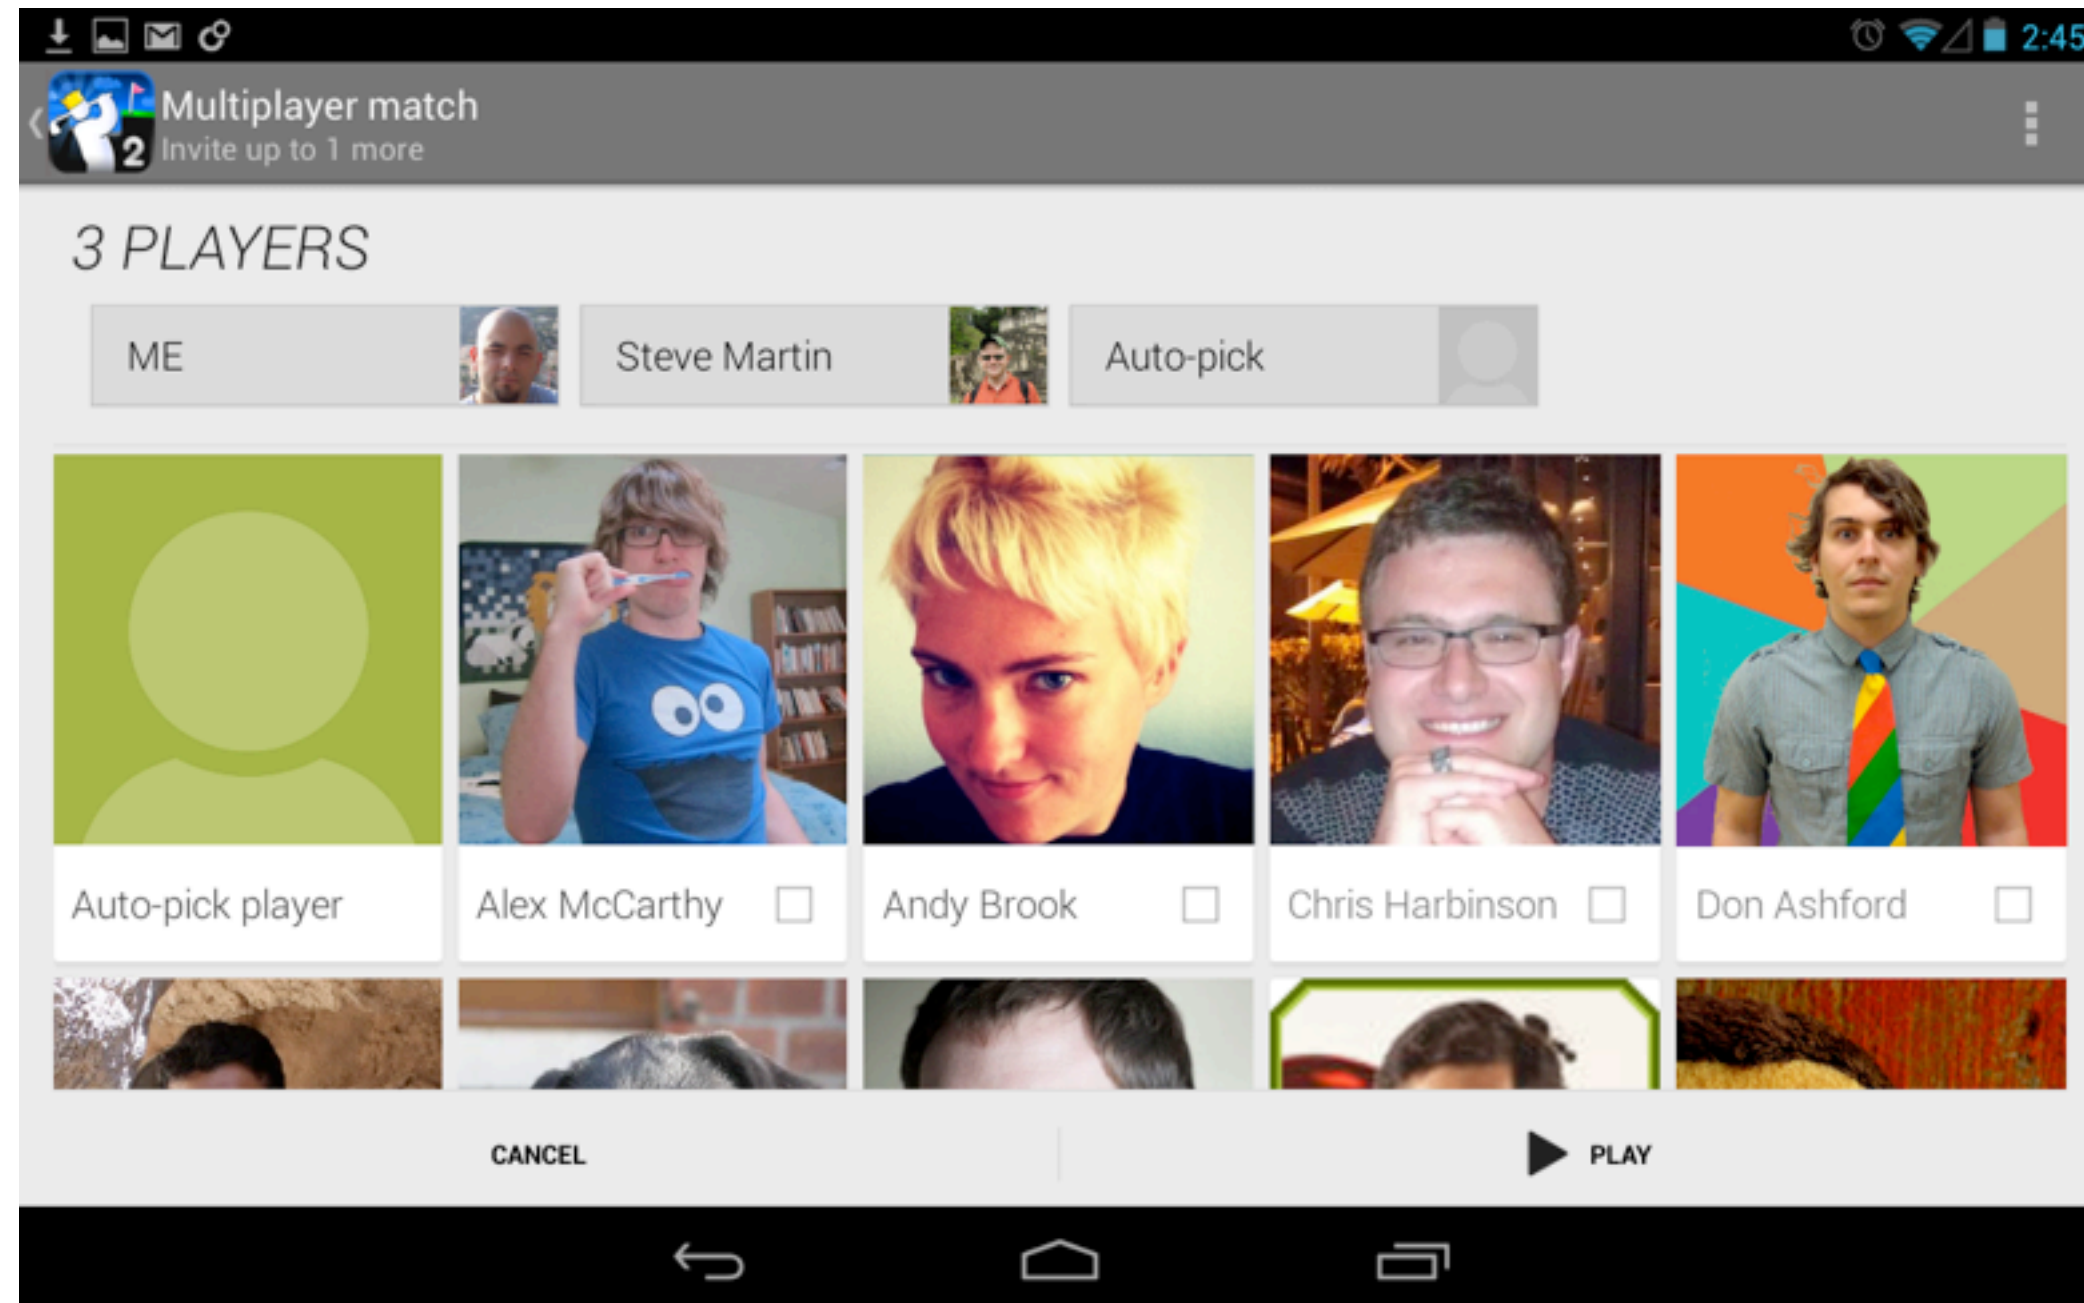 2:45
2
Multiplayer match
Invite up to 1 more
3 PLAYERS
ME
Steve Martin
Auto-pick
Auto-pick player
Alex McCarthy
Andy Brook
Chris Harbinson
Don Ashford
CANCEL
PLAY